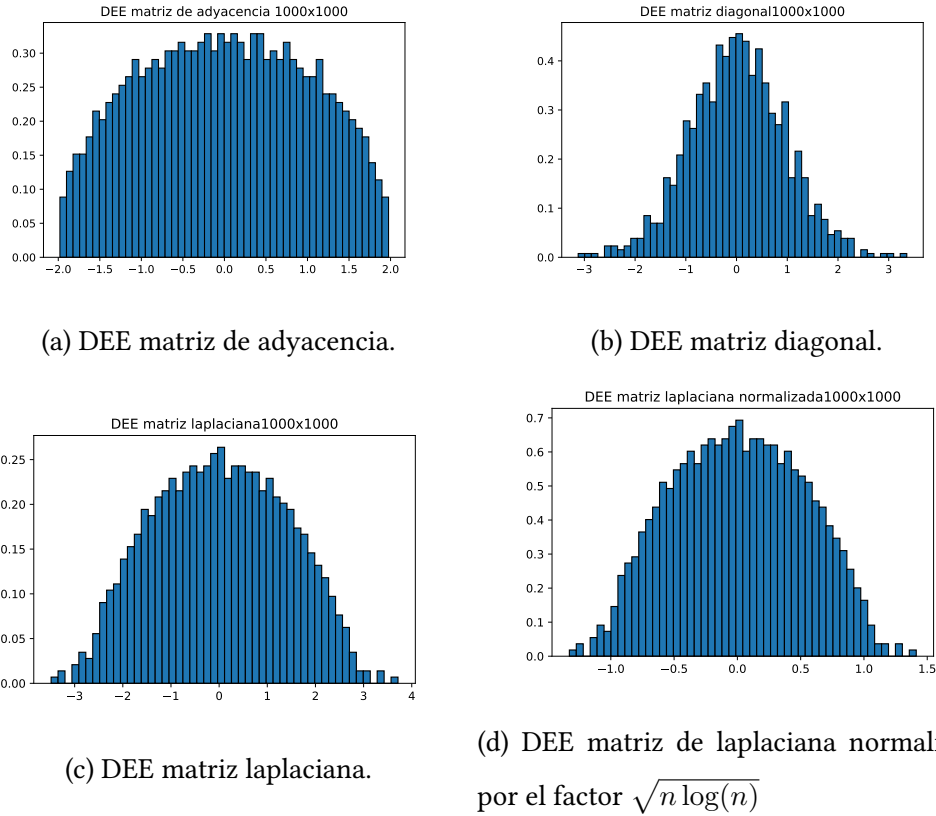 DEE matriz de adyacencia 1000x1000
0.30
0.25
0.20
0.15
0.10
0.05
0.00
−2.0 −1.5 −1.0 −0.5 0.0 0.5 1.0 1.5 2.0
(a) DEE matriz de adyacencia.
DEE matriz diagonal1000x1000
0.4
0.3
0.2
0.1
0.0
−3 −2 −1 0 1 2 3
(b) DEE matriz diagonal.
DEE matriz laplaciana1000x1000
0.25
0.20
0.15
0.10
0.05
0.00
−3 −2 −1 0 1 2 3 4
(c) DEE matriz laplaciana.
DEE matriz laplaciana normalizada1000x1000
0.7
0.6
0.5
0.4
0.3
0.2
0.1
0.0
−1.0 −0.5 0.0 0.5 1.0 1.5
(d) DEE matriz de laplaciana normali
por el factor √n log(n)